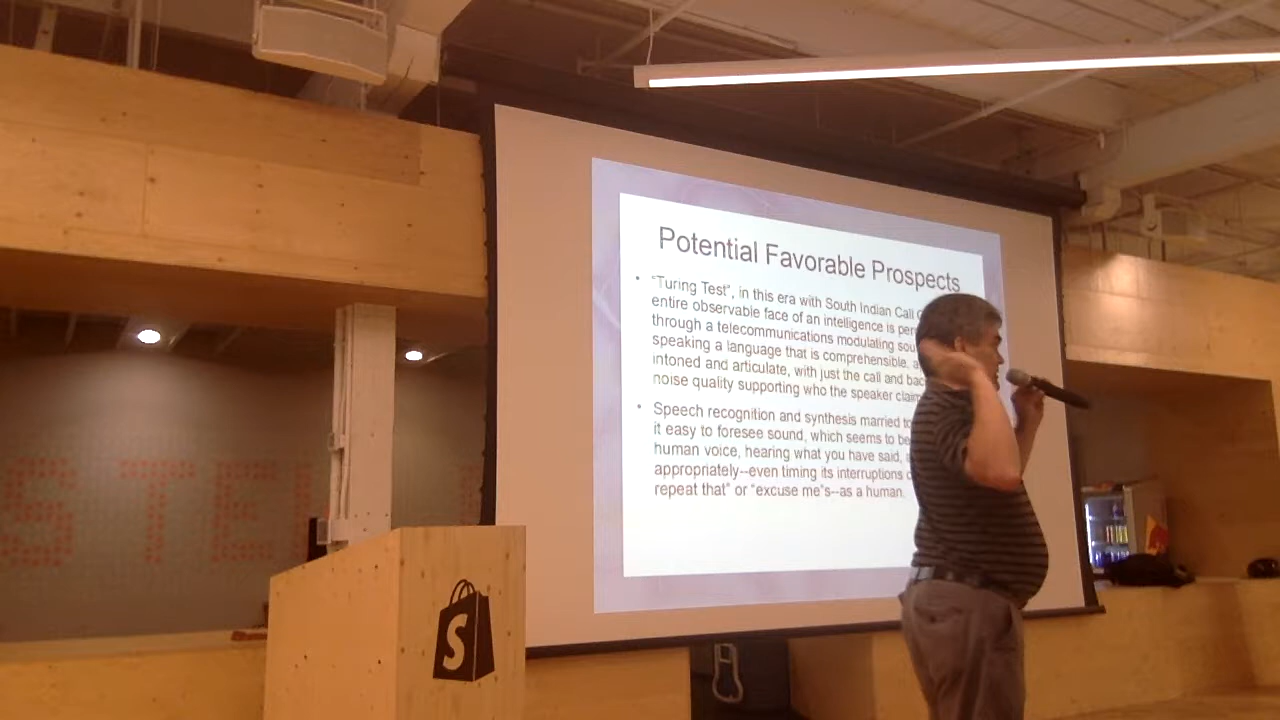 Potential Favorable Prospects
• "Turing Test", in this era with South Indian Call
entire observable face of an intelligence is
through a telecommunications modulating
speaking a language that is comprehensible,
intoned and articulate, with just the call and
noise quality supporting who the speaker
• Speech recognition and synthesis married
it easy to foresee sound, which seems to
human voice, hearing what you have said,
appropriately--even timing its interruptions
repeat that" or "excuse me"s--as a human.
STEL
S